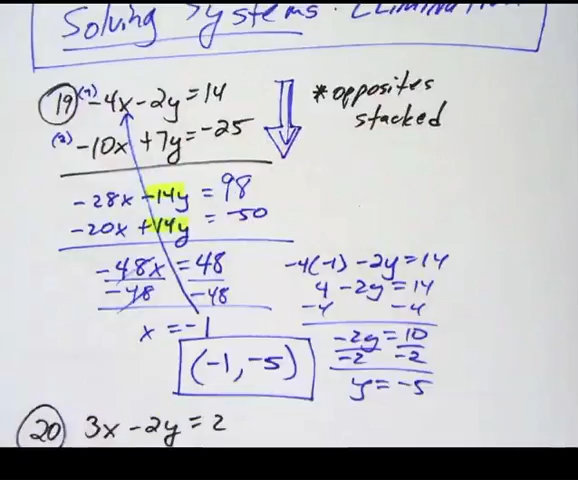 Solving Systems: ELIMINATION
19 (7) -4x - 2y = 14
(2) -10x + 7y = -25
* opposites
stacked
-28x - 14y = 98
-20x + 14y = -50
-48x = 48
-48 -48
x = -1
(-1, -5)
-4(-1) - 2y = 14
4 - 2y = 14
-4 -4
-2y = 10
-2 -2
y = -5
20 3x - 2y = 2